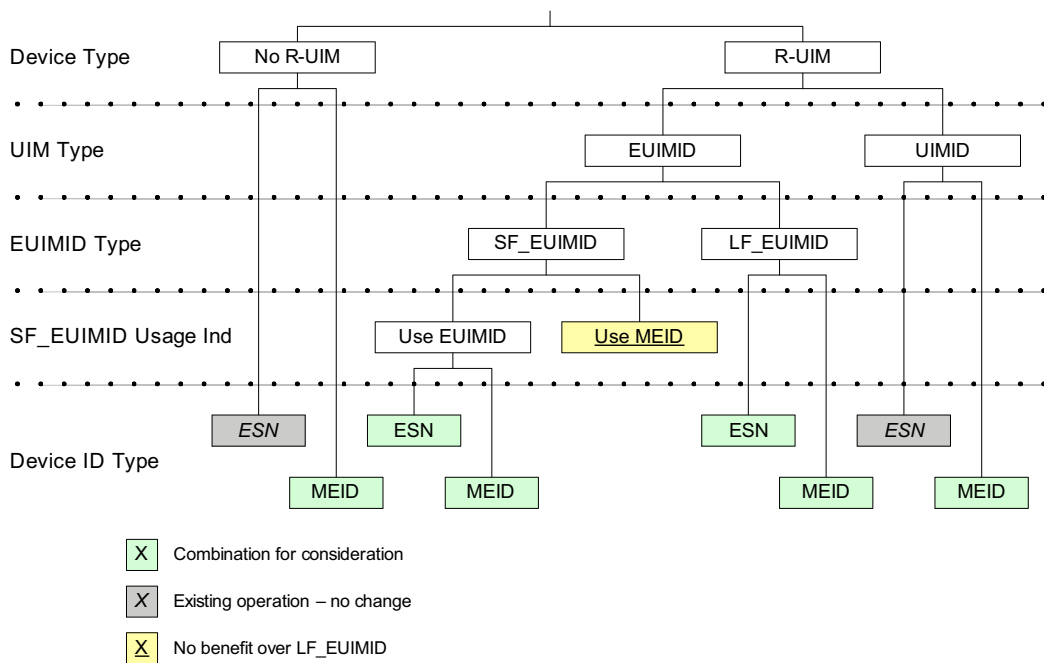 Device Type No R-UIM R-UIM
UIM Type EUIMID UIMID
EUIMID Type SF_EUIMID LF_EUIMID
SF_EUIMID Usage Ind Use EUIMID Use MEID
ESN ESN ESN ESN
Device ID Type
MEID MEID MEID MEID
X Combination for consideration
X Existing operation – no change
X No benefit over LF_EUIMID